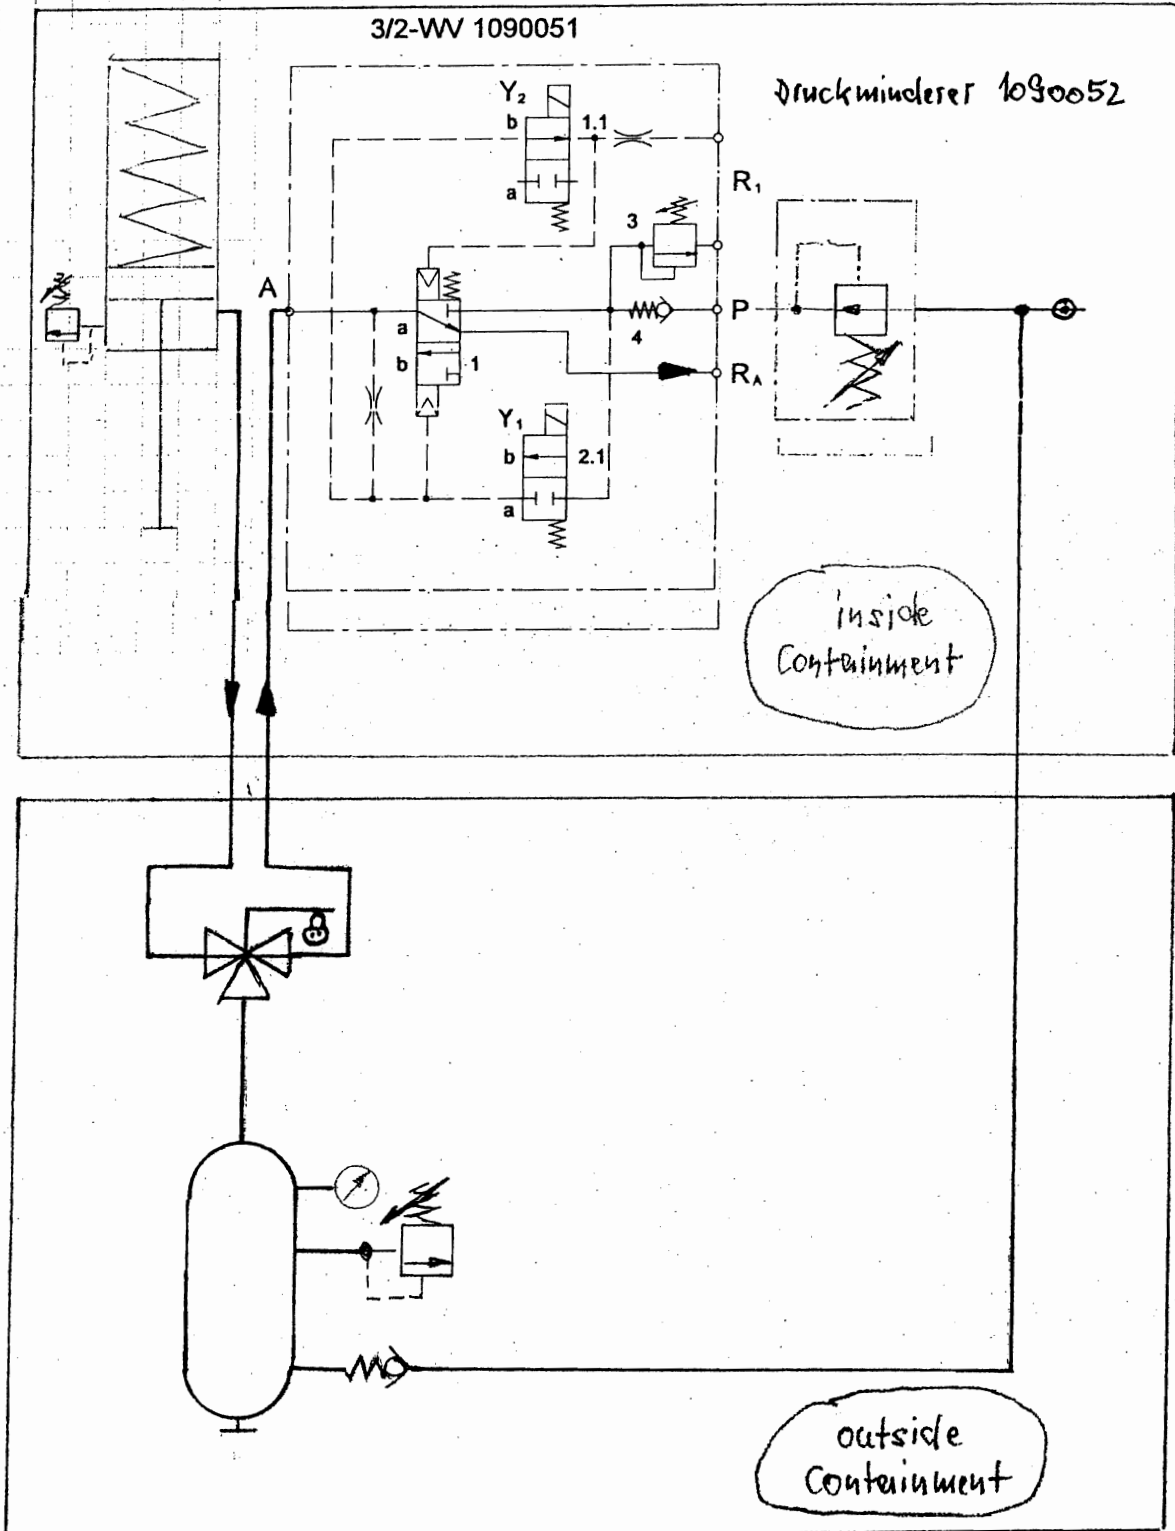 3/2-WV 1090051
Druckminderer 1090052
Y2
b
1.1
a
R1
3
A
a
b
1
4
P
RA
Y1
b
2.1
a
inside
Containment
outside
Containment